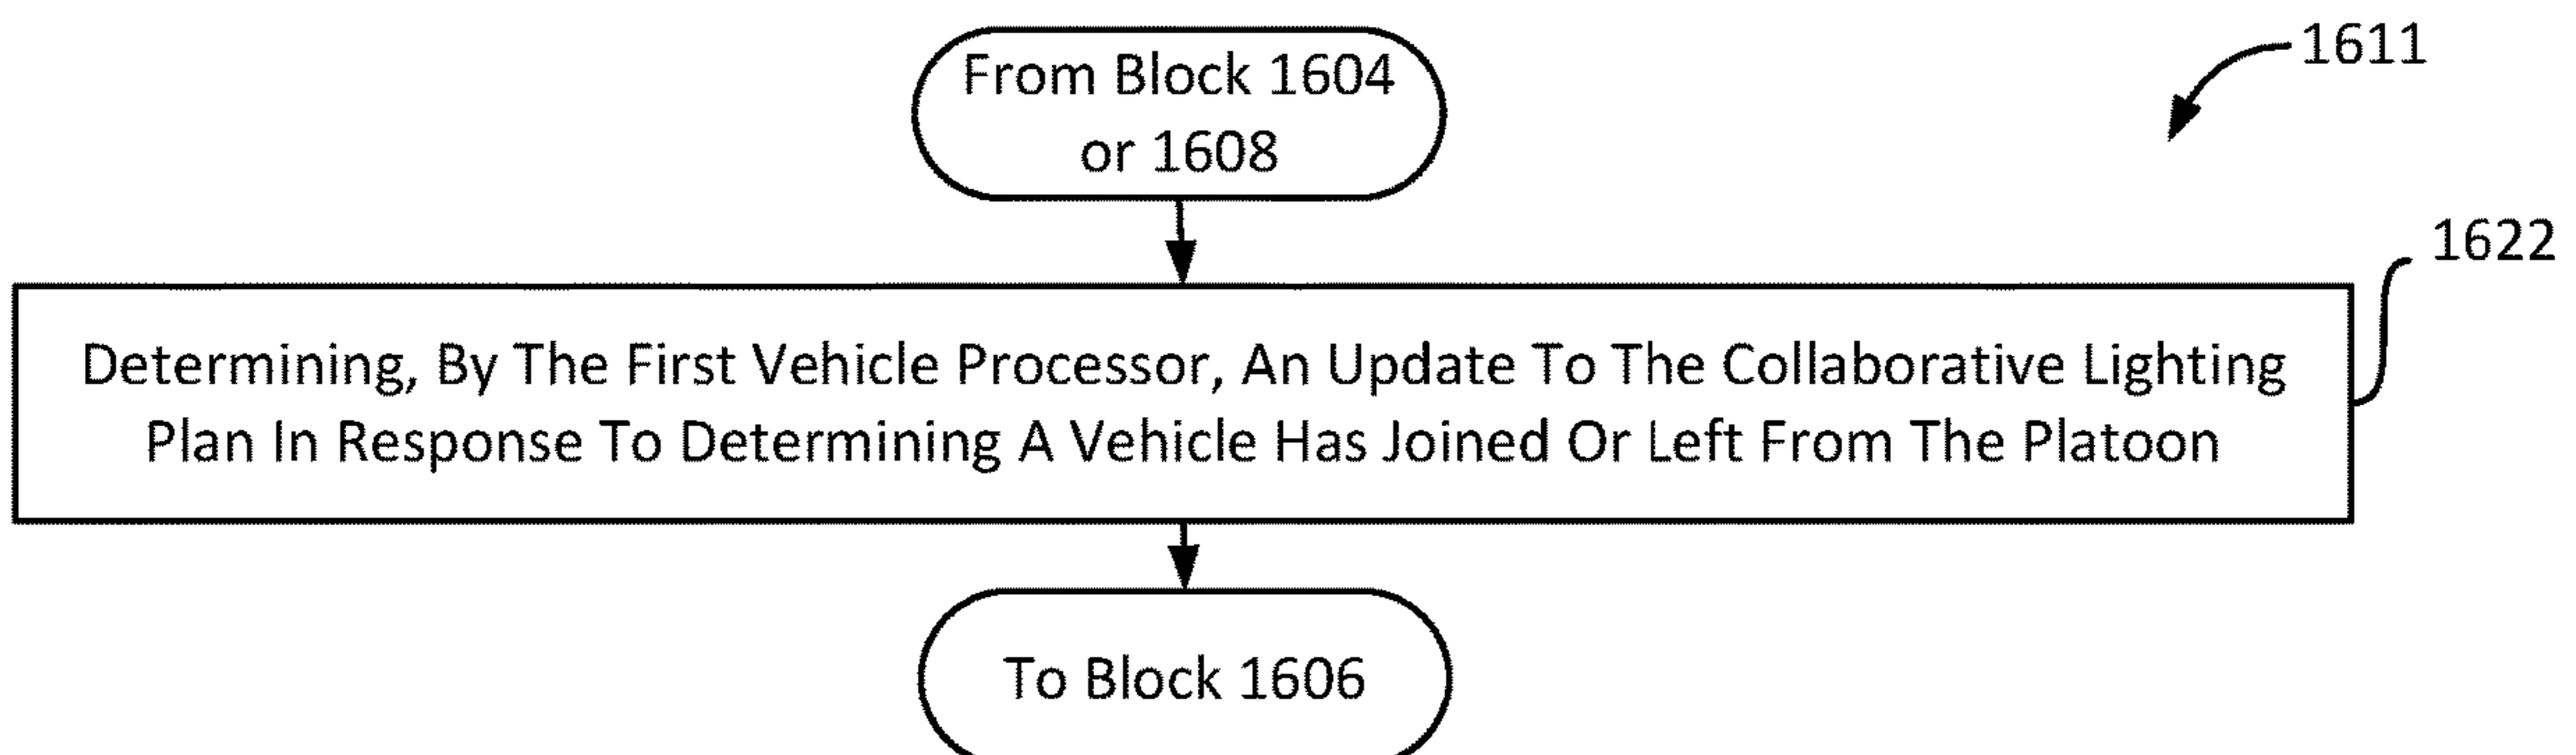 From Block 1604
or 1608
1611
1622
Determining, By The First Vehicle Processor, An Update To The Collaborative Lighting
Plan In Response To Determining A Vehicle Has Joined Or Left From The Platoon
To Block 1606